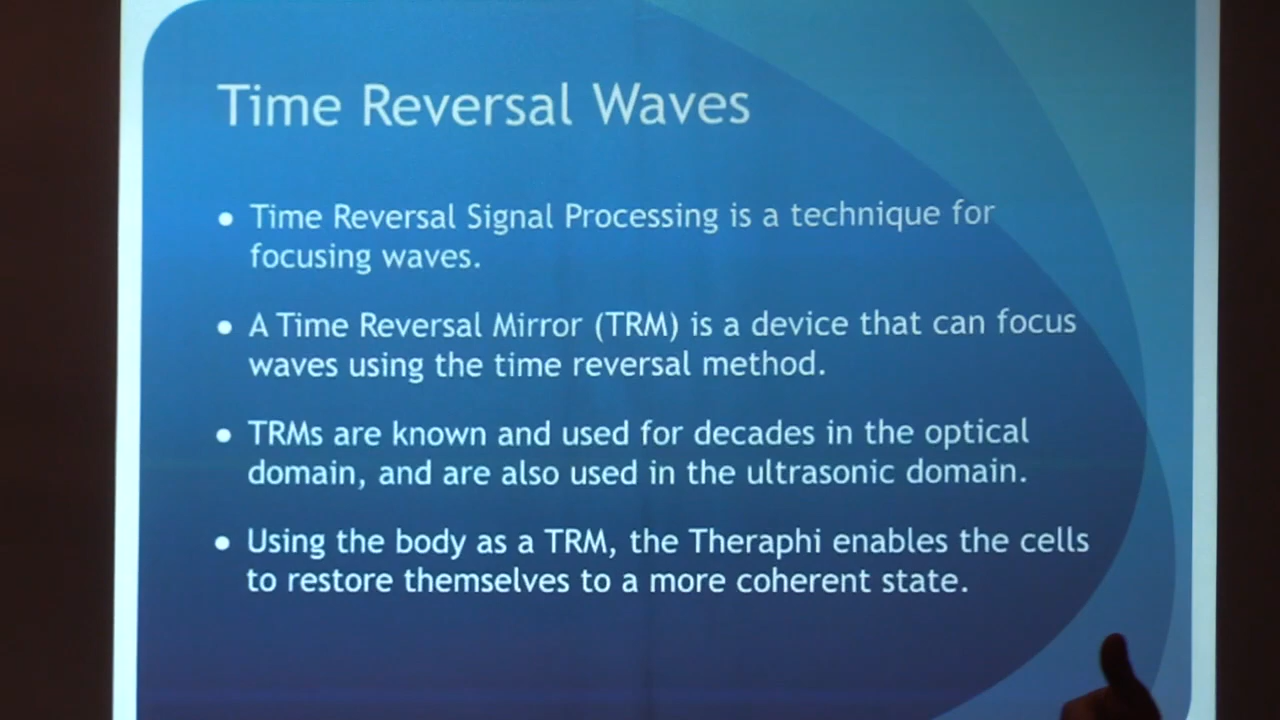 Time Reversal Waves
• Time Reversal Signal Processing is a technique for
focusing waves.
• A Time Reversal Mirror (TRM) is a device that can focus
waves using the time reversal method.
• TRMs are known and used for decades in the optical
domain, and are also used in the ultrasonic domain.
• Using the body as a TRM, the Theraphi enables the cells
to restore themselves to a more coherent state.